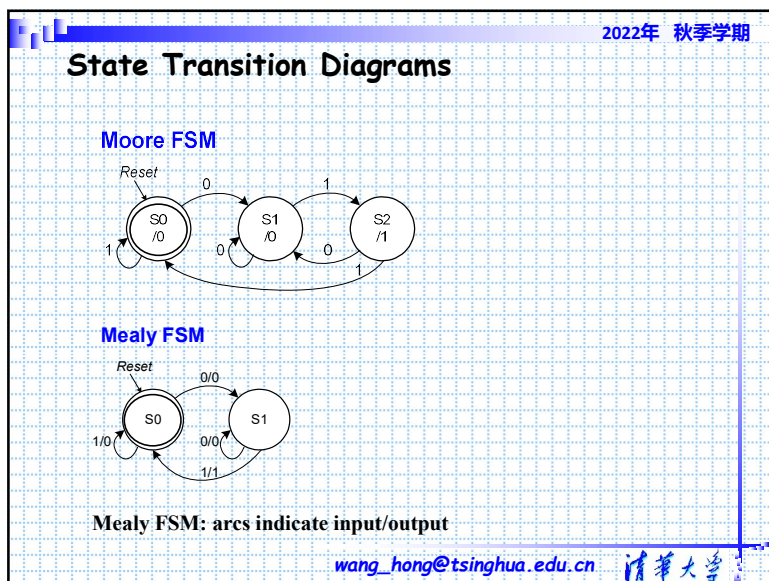 2022年 秋季学期
State Transition Diagrams
Moore FSM
Reset
0
1
S0
/0
S1
/0
S2
/1
1
0
0
1
Mealy FSM
Reset
0/0
S0
S1
1/0
0/0
1/1
Mealy FSM: arcs indicate input/output
wang_hong@tsinghua.edu.cn
清華大学